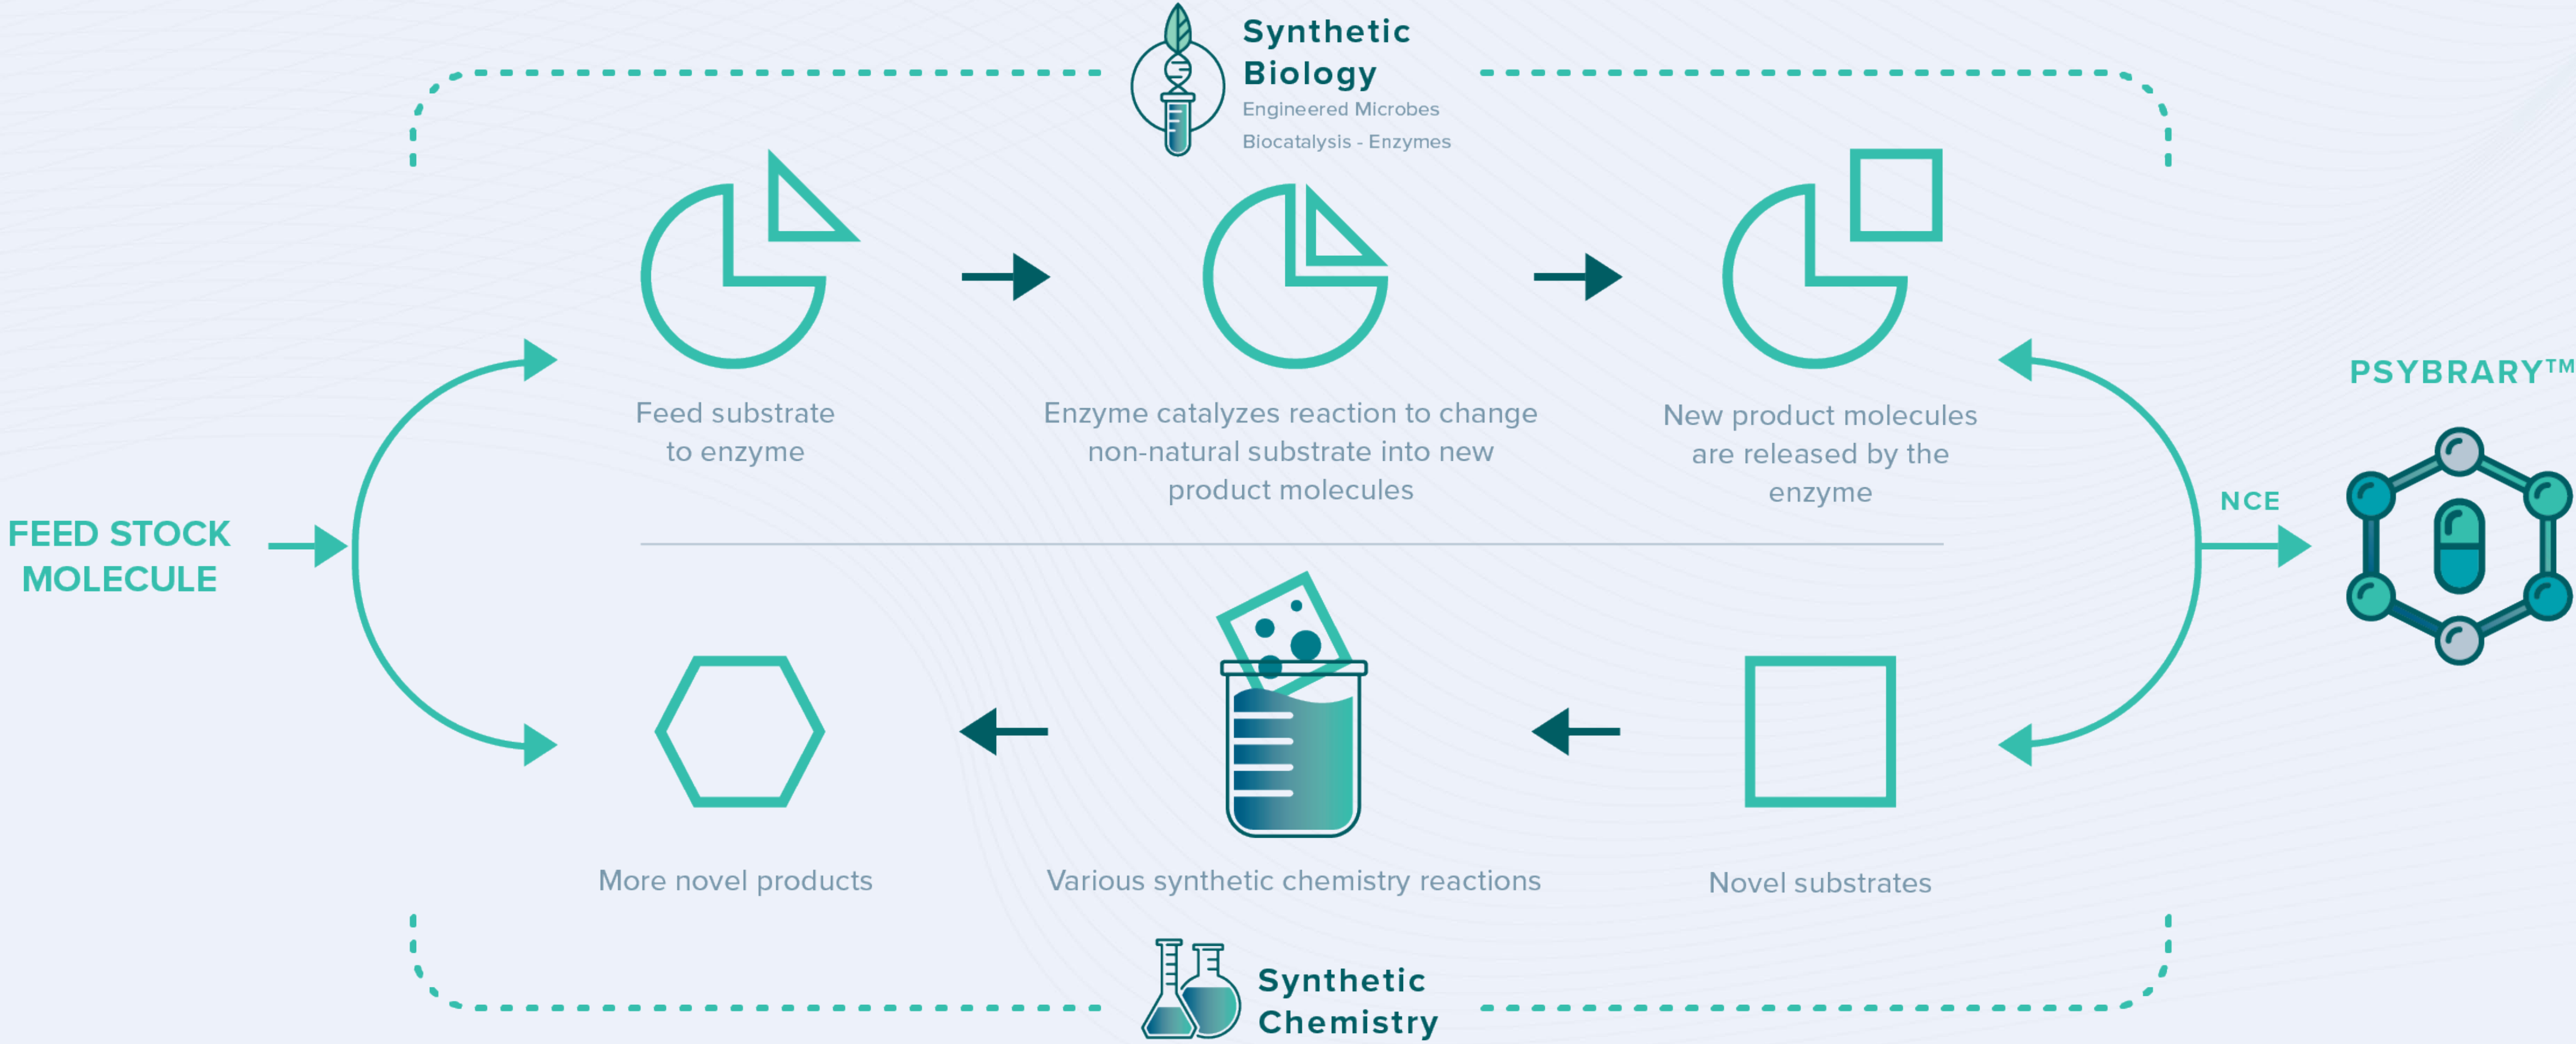 Synthetic
Biology
Engineered Microbes
Biocatalysis - Enzymes
Feed substrate
to enzyme
Enzyme catalyzes reaction to change
non-natural substrate into new
product molecules
New product molecules
are released by the
enzyme
FEED STOCK
MOLECULE
NCE
PSYBRARY™
More novel products
Various synthetic chemistry reactions
Novel substrates
Synthetic
Chemistry